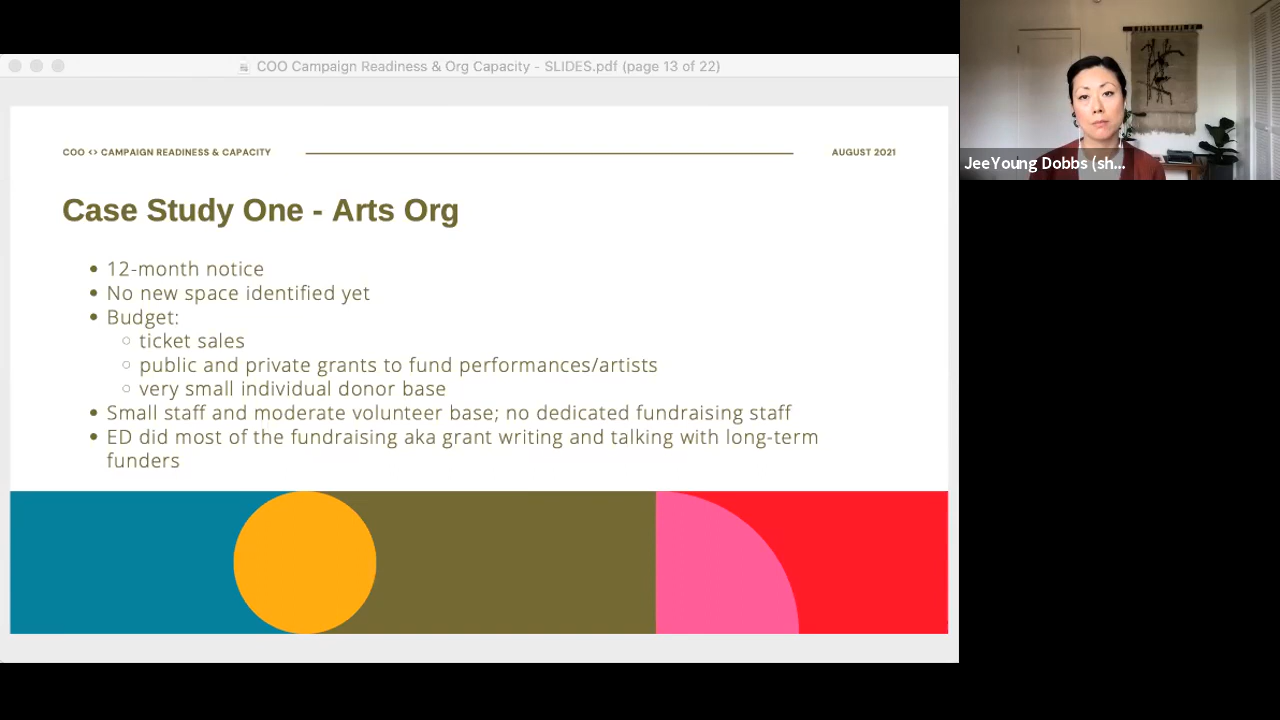 COO Campaign Readiness & Org Capacity - SLIDES.pdf (page 13 of 22)
COO <> CAMPAIGN READINESS & CAPACITY
AUGUST 2021
Case Study One - Arts Org
• 12-month notice
• No new space identified yet
• Budget:
○ ticket sales
○ public and private grants to fund performances/artists
○ very small individual donor base
• Small staff and moderate volunteer base; no dedicated fundraising staff
• ED did most of the fundraising aka grant writing and talking with long-term
funders
JeeYoung Dobbs (sh...